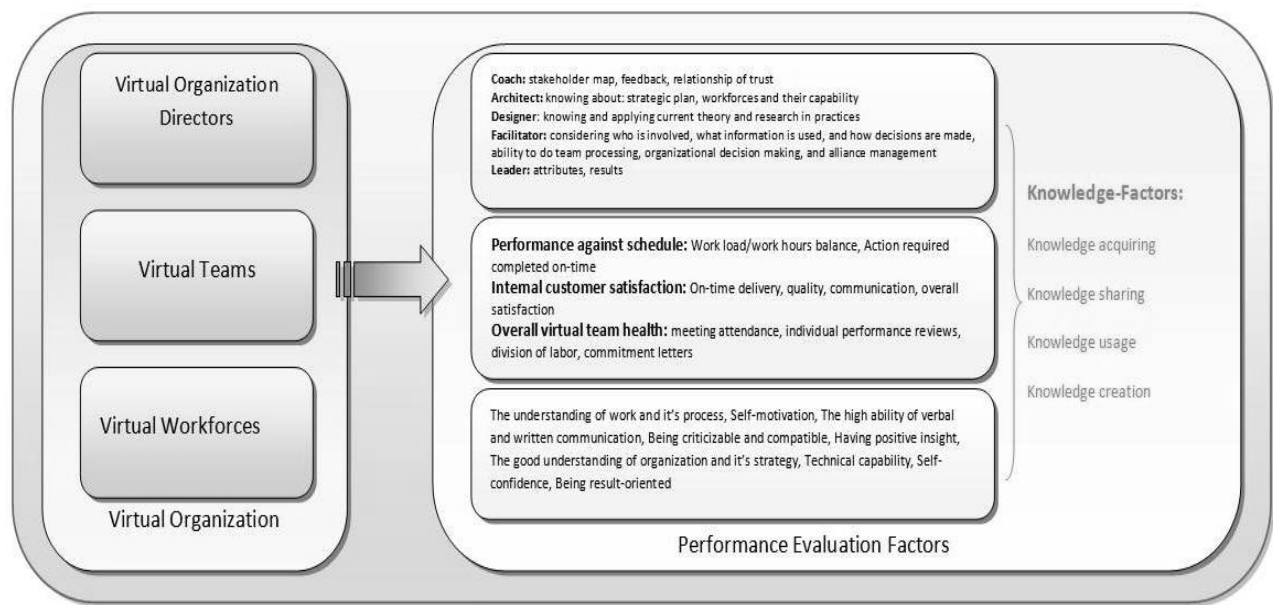 Virtual Organization
Directors
Virtual Teams
Virtual Workforces
Virtual Organization
Coach: stakeholder map, feedback, relationship of trust
Architect: knowing about: strategic plan, workforces and their capability
Designer: knowing and applying current theory and research in practices
Facilitator: considering who is involved, what information is used, and how decisions are made,
ability to do team processing, organizational decision making, and alliance management
Leader: attributes, results
Performance against schedule: Work load/work hours balance, Action required
completed on-time
Internal customer satisfaction: On-time delivery, quality, communication, overall
satisfaction
Overall virtual team health: meeting attendance, individual performance reviews,
division of labor, commitment letters
The understanding of work and it's process, Self-motivation, The high ability of verbal
and written communication, Being criticizable and compatible, Having positive insight,
The good understanding of organization and it's strategy, Technical capability, Self-
confidence, Being result-oriented
Performance Evaluation Factors
Knowledge-Factors:
Knowledge acquiring
Knowledge sharing
Knowledge usage
Knowledge creation